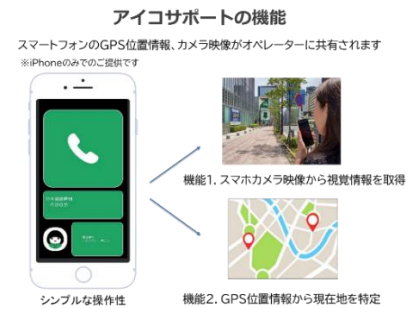 アイコサポートの機能
スマートフォンのGPS位置情報、カメラ映像がオペレーターに共有されます
※iPhoneのみでのご提供です
機能1. スマホカメラ映像から視覚情報を取得
シンプルな操作性
機能2. GPS位置情報から現在地を特定